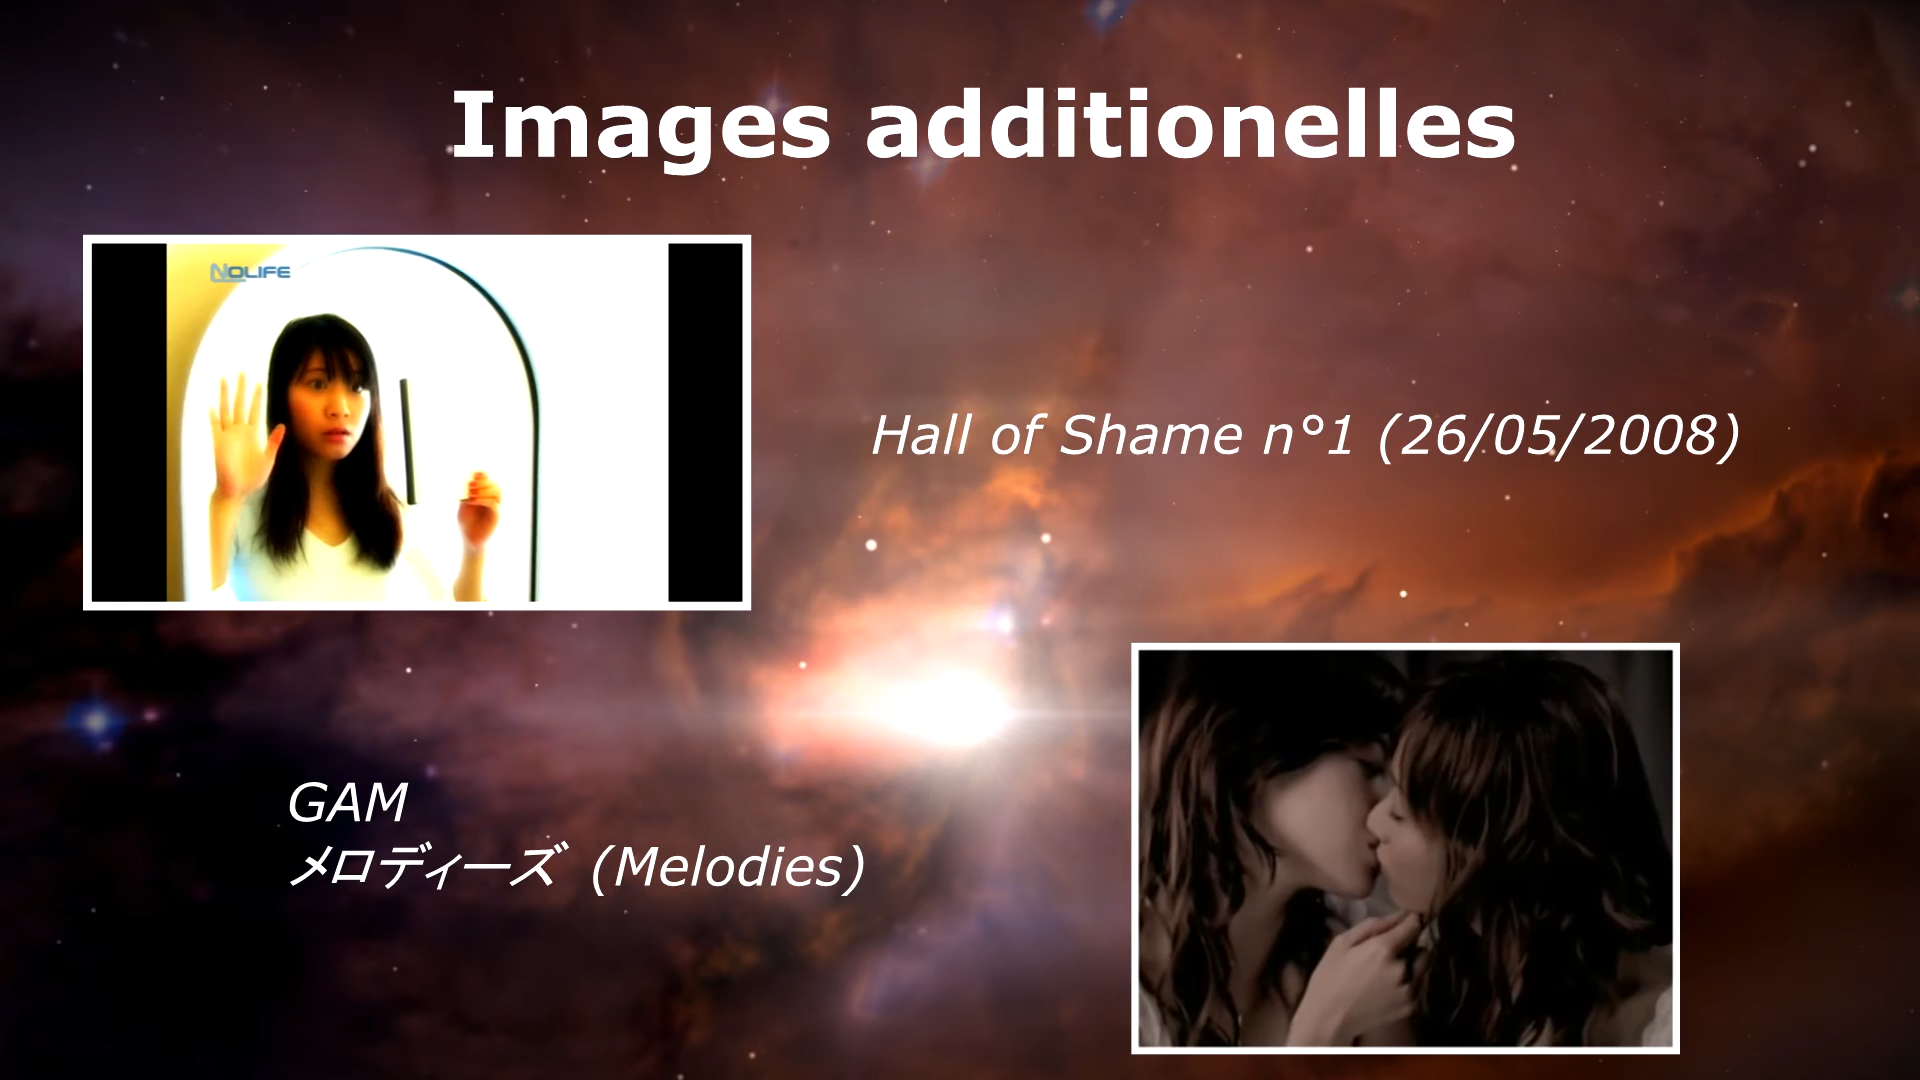 Images additionelles
NOLIFE
Hall of Shame n°1 (26/05/2008)
GAM
メロディーズ (Melodies)